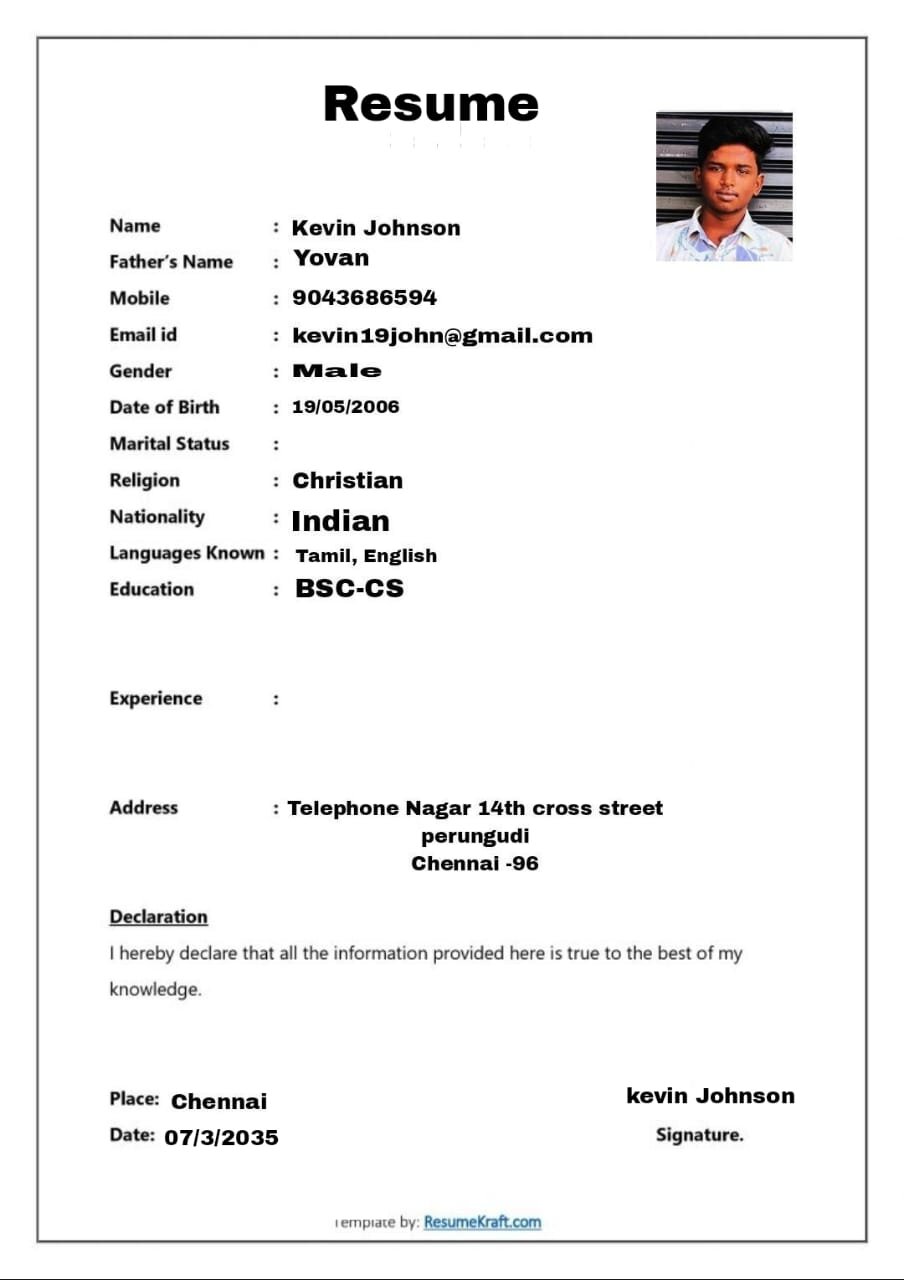 Resume
Name : Kevin Johnson
Father's Name : Yovan
Mobile : 9043686594
Email id : kevin19john@gmail.com
Gender : Male
Date of Birth : 19/05/2006
Marital Status :
Religion : Christian
Nationality : Indian
Languages Known : Tamil, English
Education : BSC-CS
Experience :
Address : Telephone Nagar 14th cross street
perungudi
Chennai -96
Declaration
I hereby declare that all the information provided here is true to the best of my
knowledge.
Place: Chennai
kevin Johnson
Date: 07/3/2035
Signature.
Template by: ResumeKraft.com